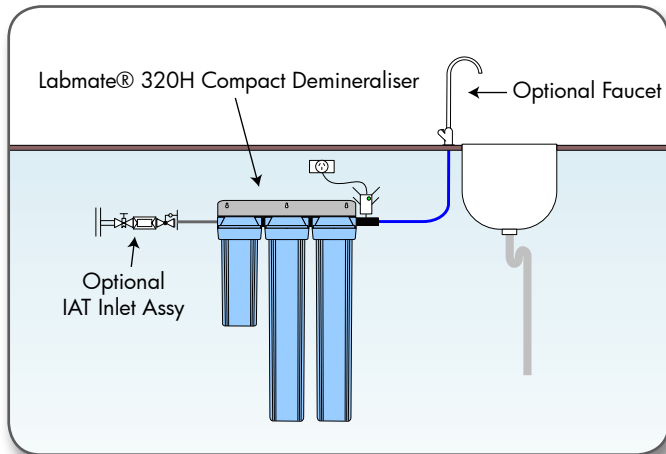 Labmate® 320H Compact Demineraliser
Optional Faucet
Optional
IAT Inlet Assy